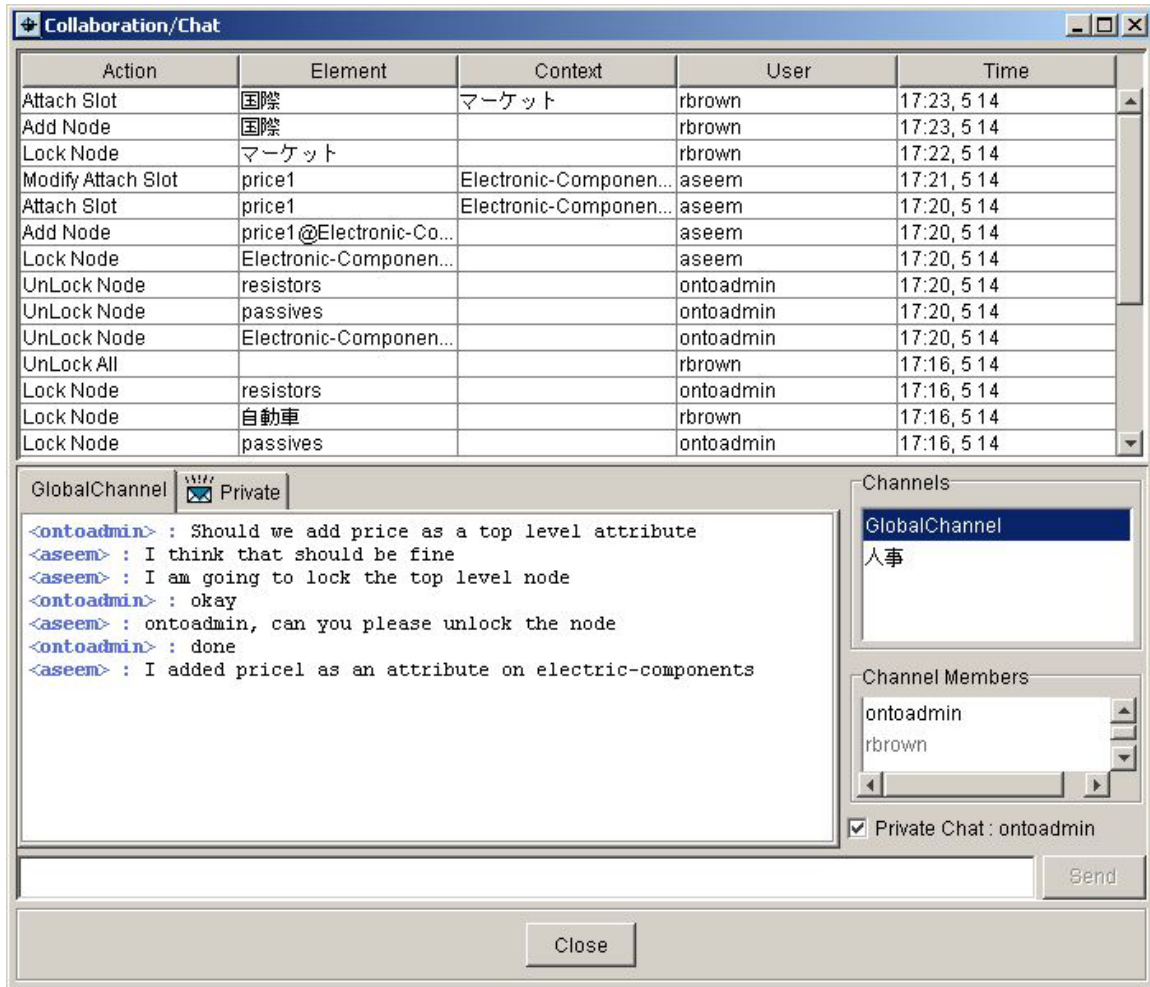 Collaboration/Chat
Action Element Context User Time
Attach Slot 国際 マーケット rbrown 17:23, 5 14
Add Node 国際 rbrown 17:23, 5 14
Lock Node マーケット rbrown 17:22, 5 14
Modify Attach Slot price1 Electronic-Componen... aseem 17:21, 5 14
Attach Slot price1 Electronic-Componen... aseem 17:20, 5 14
Add Node price1@Electronic-Co... aseem 17:20, 5 14
Lock Node Electronic-Componen... aseem 17:20, 5 14
UnLock Node resistors ontoadmin 17:20, 5 14
UnLock Node passives ontoadmin 17:20, 5 14
UnLock Node Electronic-Componen... ontoadmin 17:20, 5 14
UnLock All rbrown 17:16, 5 14
Lock Node resistors ontoadmin 17:16, 5 14
Lock Node 自動車 rbrown 17:16, 5 14
Lock Node passives ontoadmin 17:16, 5 14
GlobalChannel Private
<ontoadmin> : Should we add price as a top level attribute
<aseem> : I think that should be fine
<aseem> : I am going to lock the top level node
<ontoadmin> : okay
<aseem> : ontoadmin, can you please unlock the node
<ontoadmin> : done
<aseem> : I added price1 as an attribute on electric-components
Channels
GlobalChannel
人事
Channel Members
ontoadmin
rbrown
Private Chat : ontoadmin
Send
Close